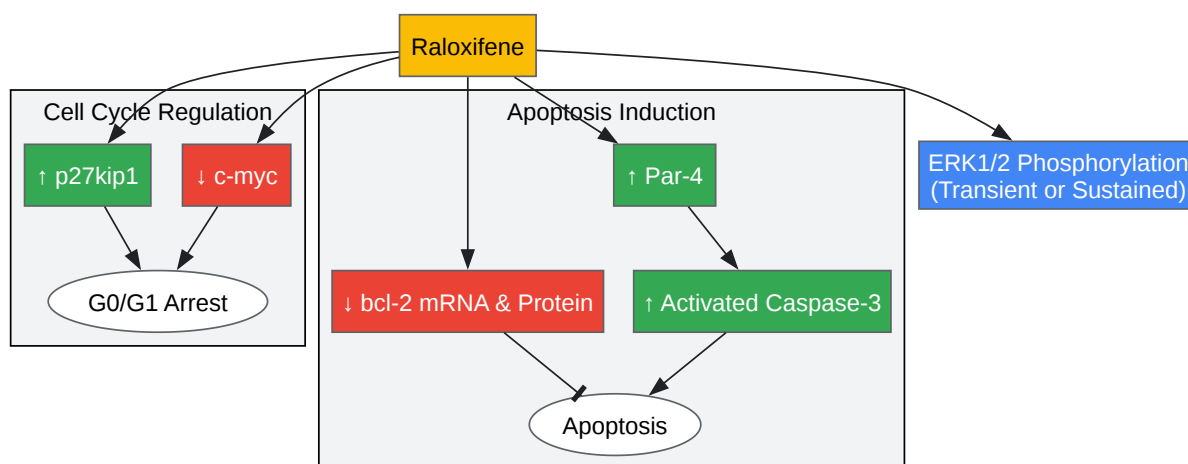 Raloxifene
Cell Cycle Regulation
Apoptosis Induction
↑ p27kip1
↓ c-myc
↑ Par-4
ERK1/2 Phosphorylation
(Transient or Sustained)
G0/G1 Arrest
↓ bcl-2 mRNA & Protein
↑ Activated Caspase-3
Apoptosis